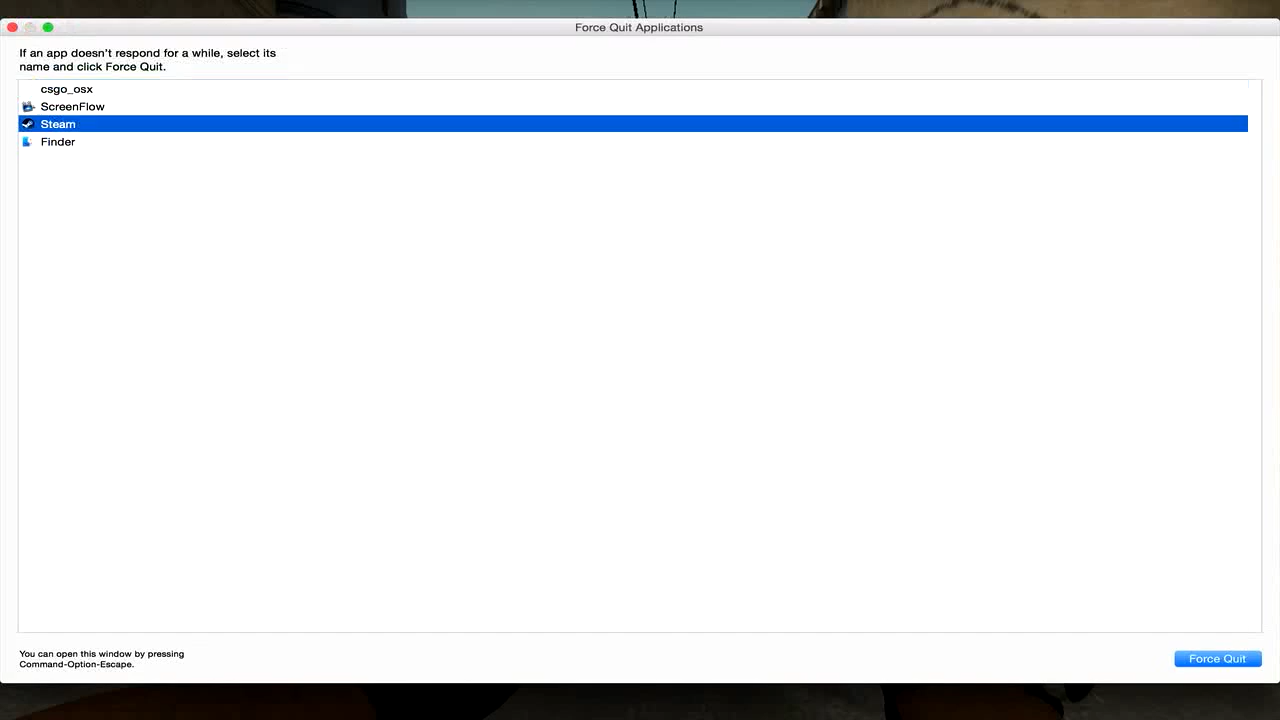 Force Quit Applications
If an app doesn't respond for a while, select its
name and click Force Quit.
csgo_osx
ScreenFlow
Steam
Finder
You can open this window by pressing
Command-Option-Escape.
Force Quit